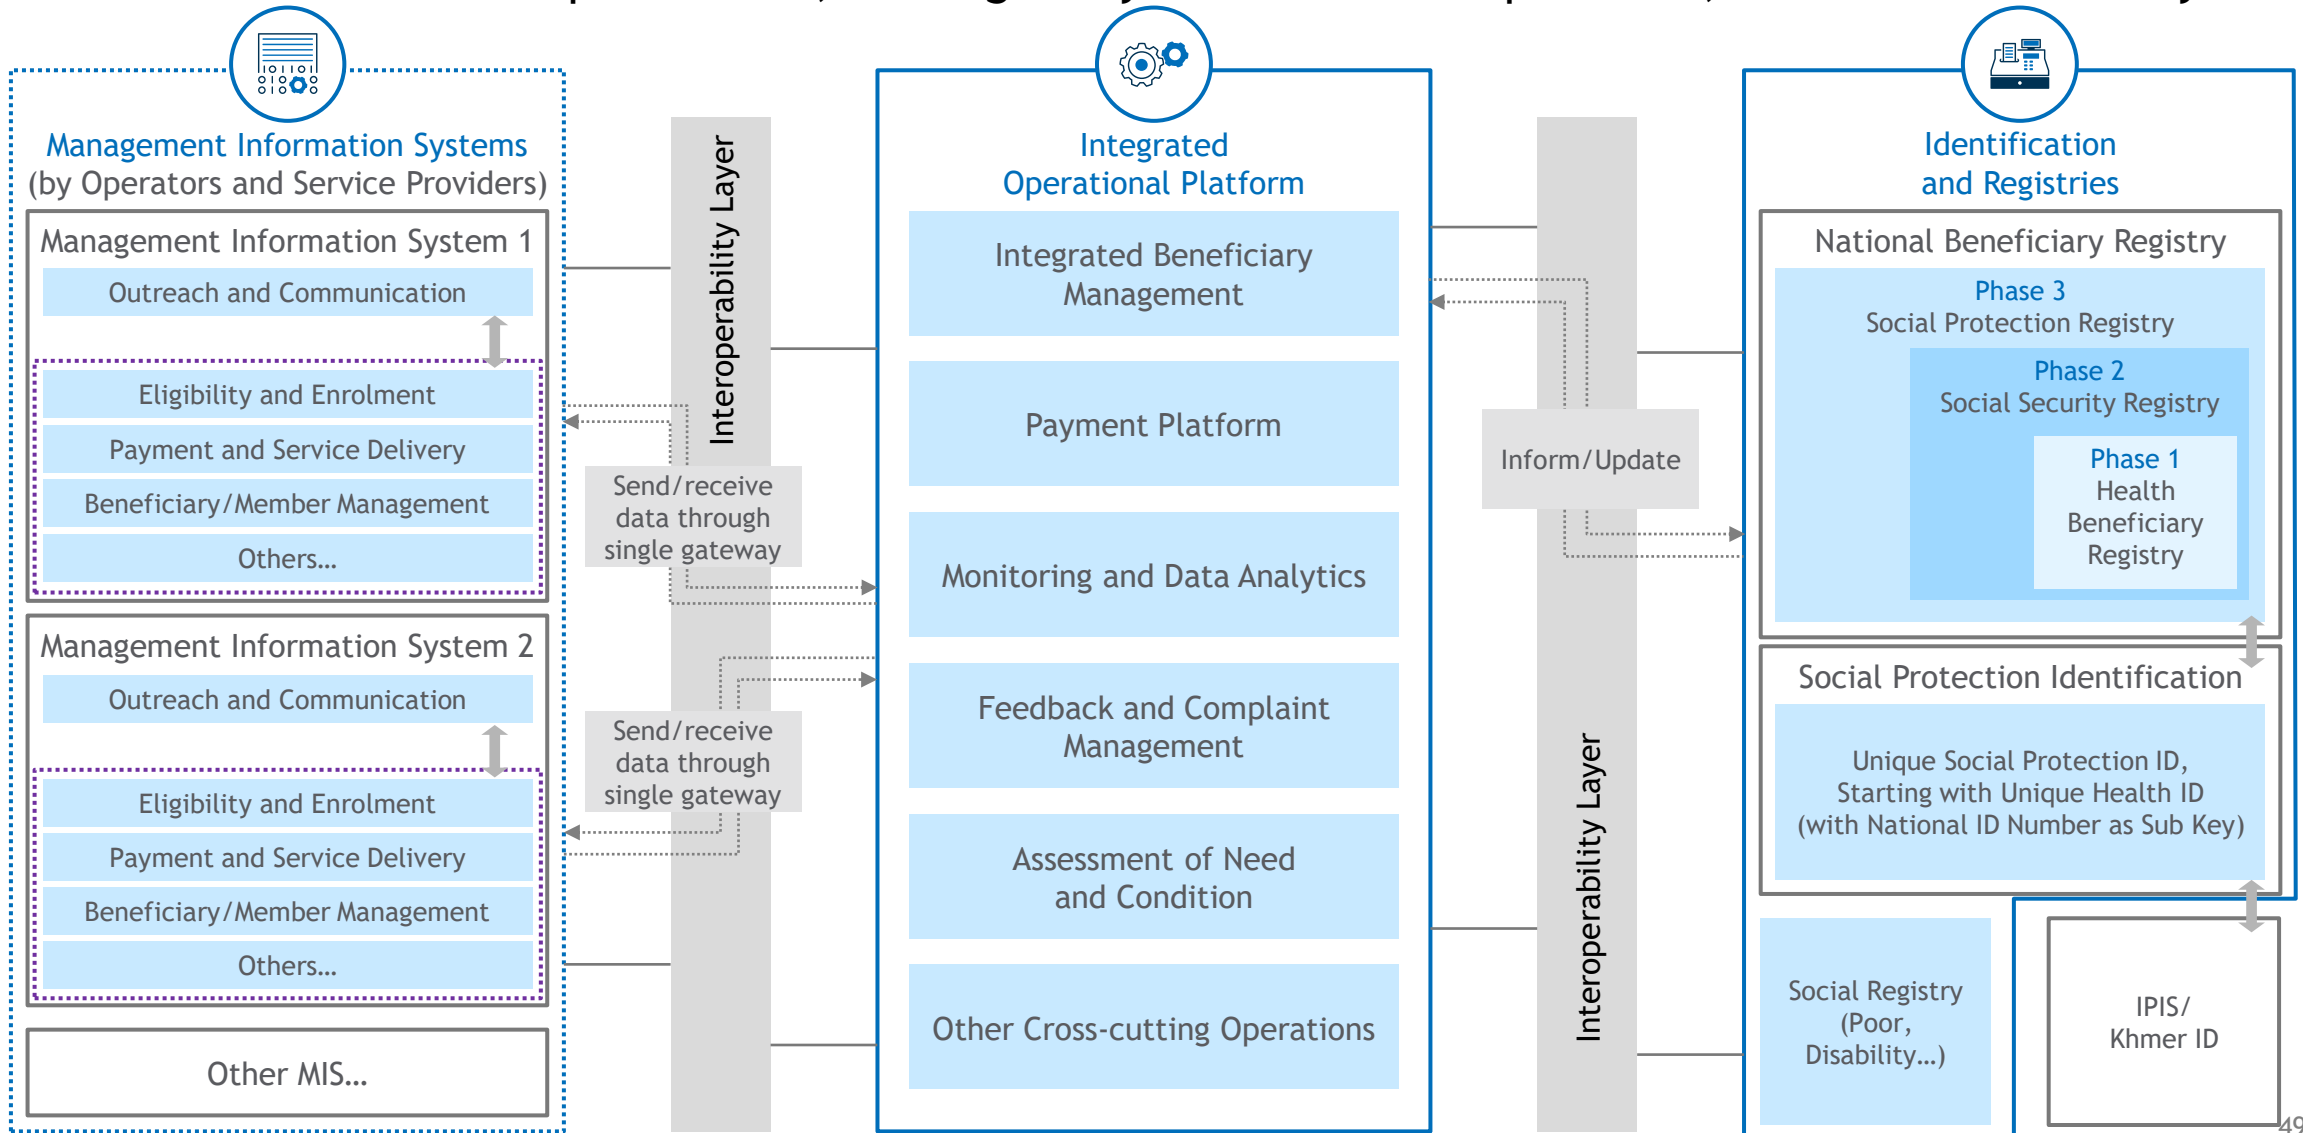 Management Information Systems
(by Operators and Service Providers)
Management Information System 1
Outreach and Communication
Eligibility and Enrolment
Payment and Service Delivery
Beneficiary/Member Management
Others…
Management Information System 2
Outreach and Communication
Eligibility and Enrolment
Payment and Service Delivery
Beneficiary/Member Management
Others…
Other MIS…
Interoperability Layer
Send/receive
data through
single gateway
Send/receive
data through
single gateway
Integrated
Operational Platform
Integrated Beneficiary
Management
Payment Platform
Monitoring and Data Analytics
Feedback and Complaint
Management
Assessment of Need
and Condition
Other Cross-cutting Operations
Interoperability Layer
Inform/Update
Identification
and Registries
National Beneficiary Registry
Phase 3
Social Protection Registry
Phase 2
Social Security Registry
Phase 1
Health
Beneficiary
Registry
Social Protection Identification
Unique Social Protection ID,
Starting with Unique Health ID
(with National ID Number as Sub Key)
Social Registry
(Poor,
Disability…)
IPIS/
Khmer ID
49